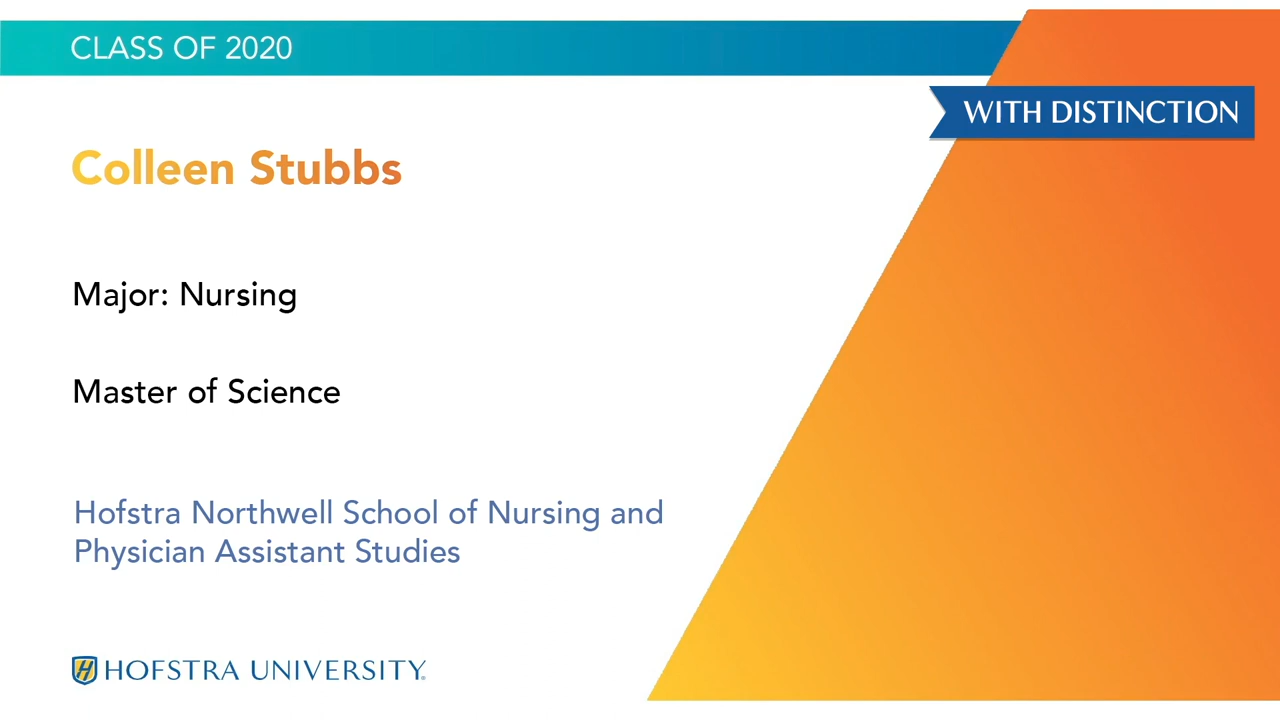 CLASS OF 2020
WITH DISTINCTION
Colleen Stubbs
Major: Nursing
Master of Science
Hofstra Northwell School of Nursing and
Physician Assistant Studies
H HOFSTRA UNIVERSITY®